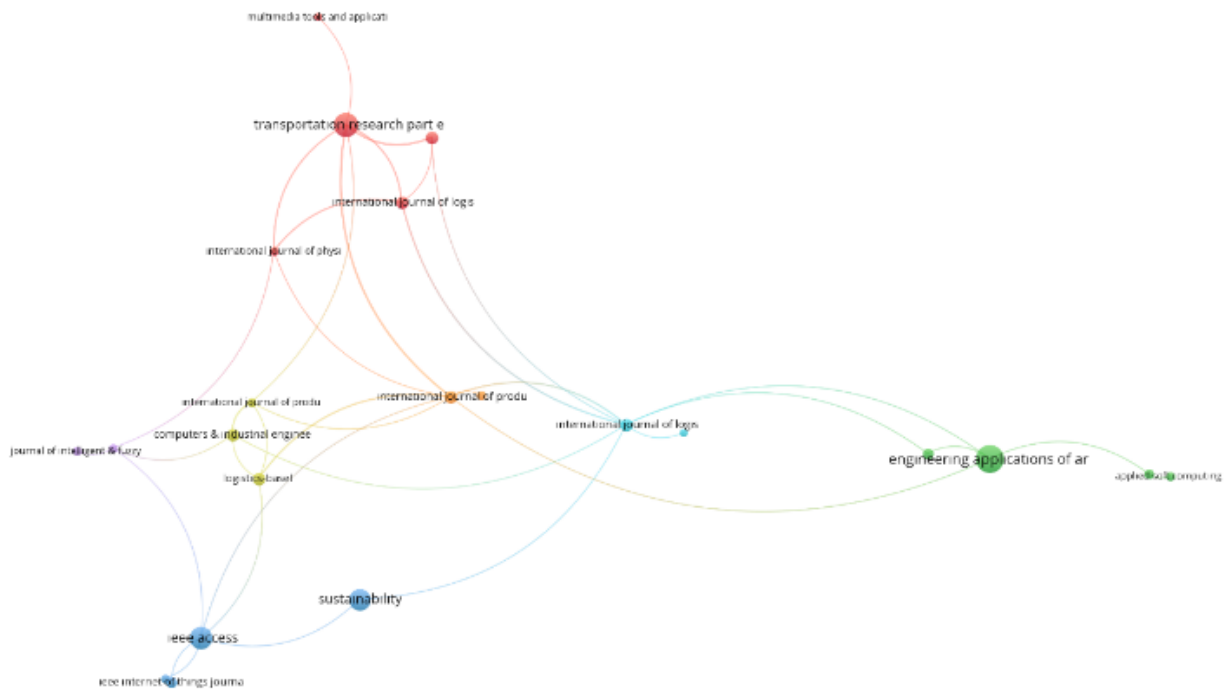 multimedia tools and applicati
transportation research part e
international journal of logis
international journal of physi
international journal of produ
international journal of produ
international journal of logis
computers & industrial enginee
journal of intelligent & fuzzy
engineering applications of ar
logistics-basel
applied soft computing
sustainability
ieee access
ieee internet of things journa